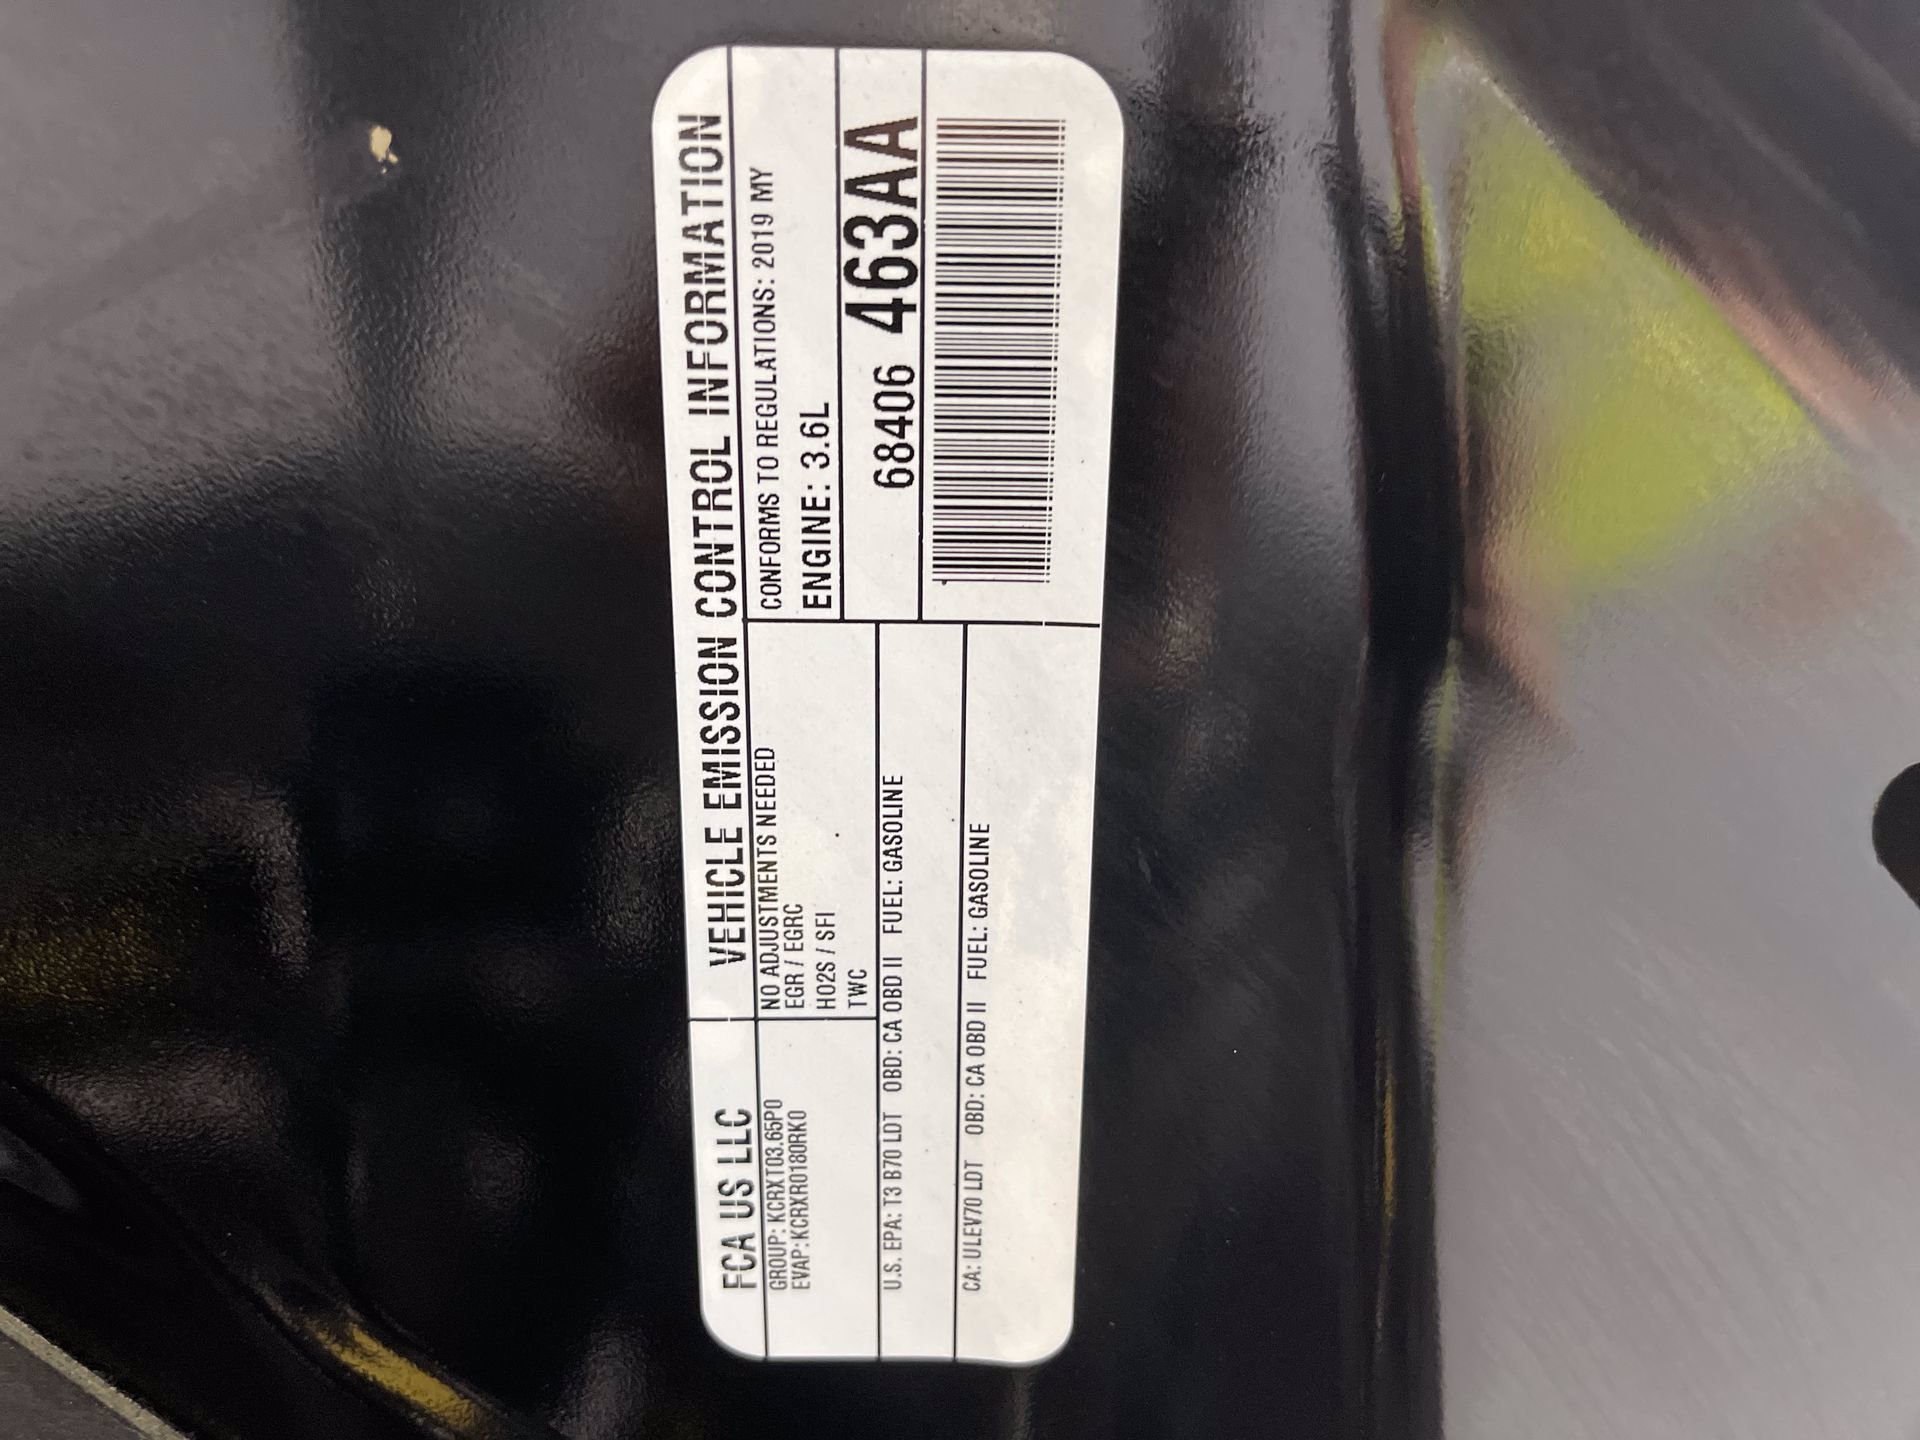 FCA US LLC
VEHICLE EMISSION CONTROL INFORMATION
GROUP: KCRXT03.65P0
EVAP:KCRXR0180RK0
NO ADJUSTMENTS NEEDED
EGR / EGRC
HO2S / SFI
TWC
CONFORMS TO REGULATIONS: 2019 MY
ENGINE: 3.6L
68406 463AA
U.S. EPA: T3 B70 LDT OBD: CA OBD II FUEL: GASOLINE
CA: ULEV70 LDT OBD: CA OBD II FUEL: GASOLINE